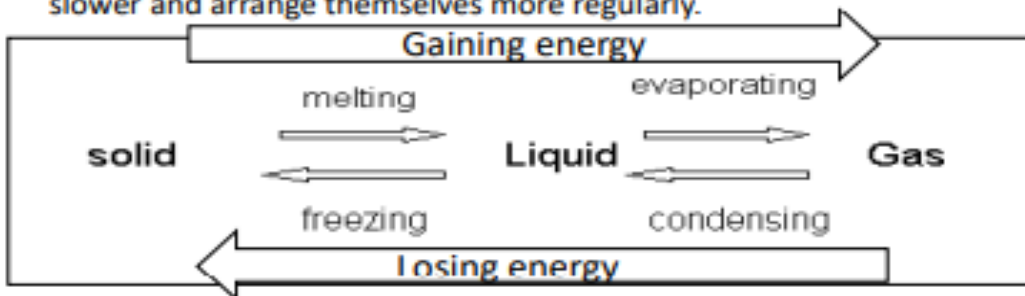 slower and arrange themselves more regularly.
Gaining energy
melting evaporating
solid Liquid Gas
freezing condensing
Losing energy